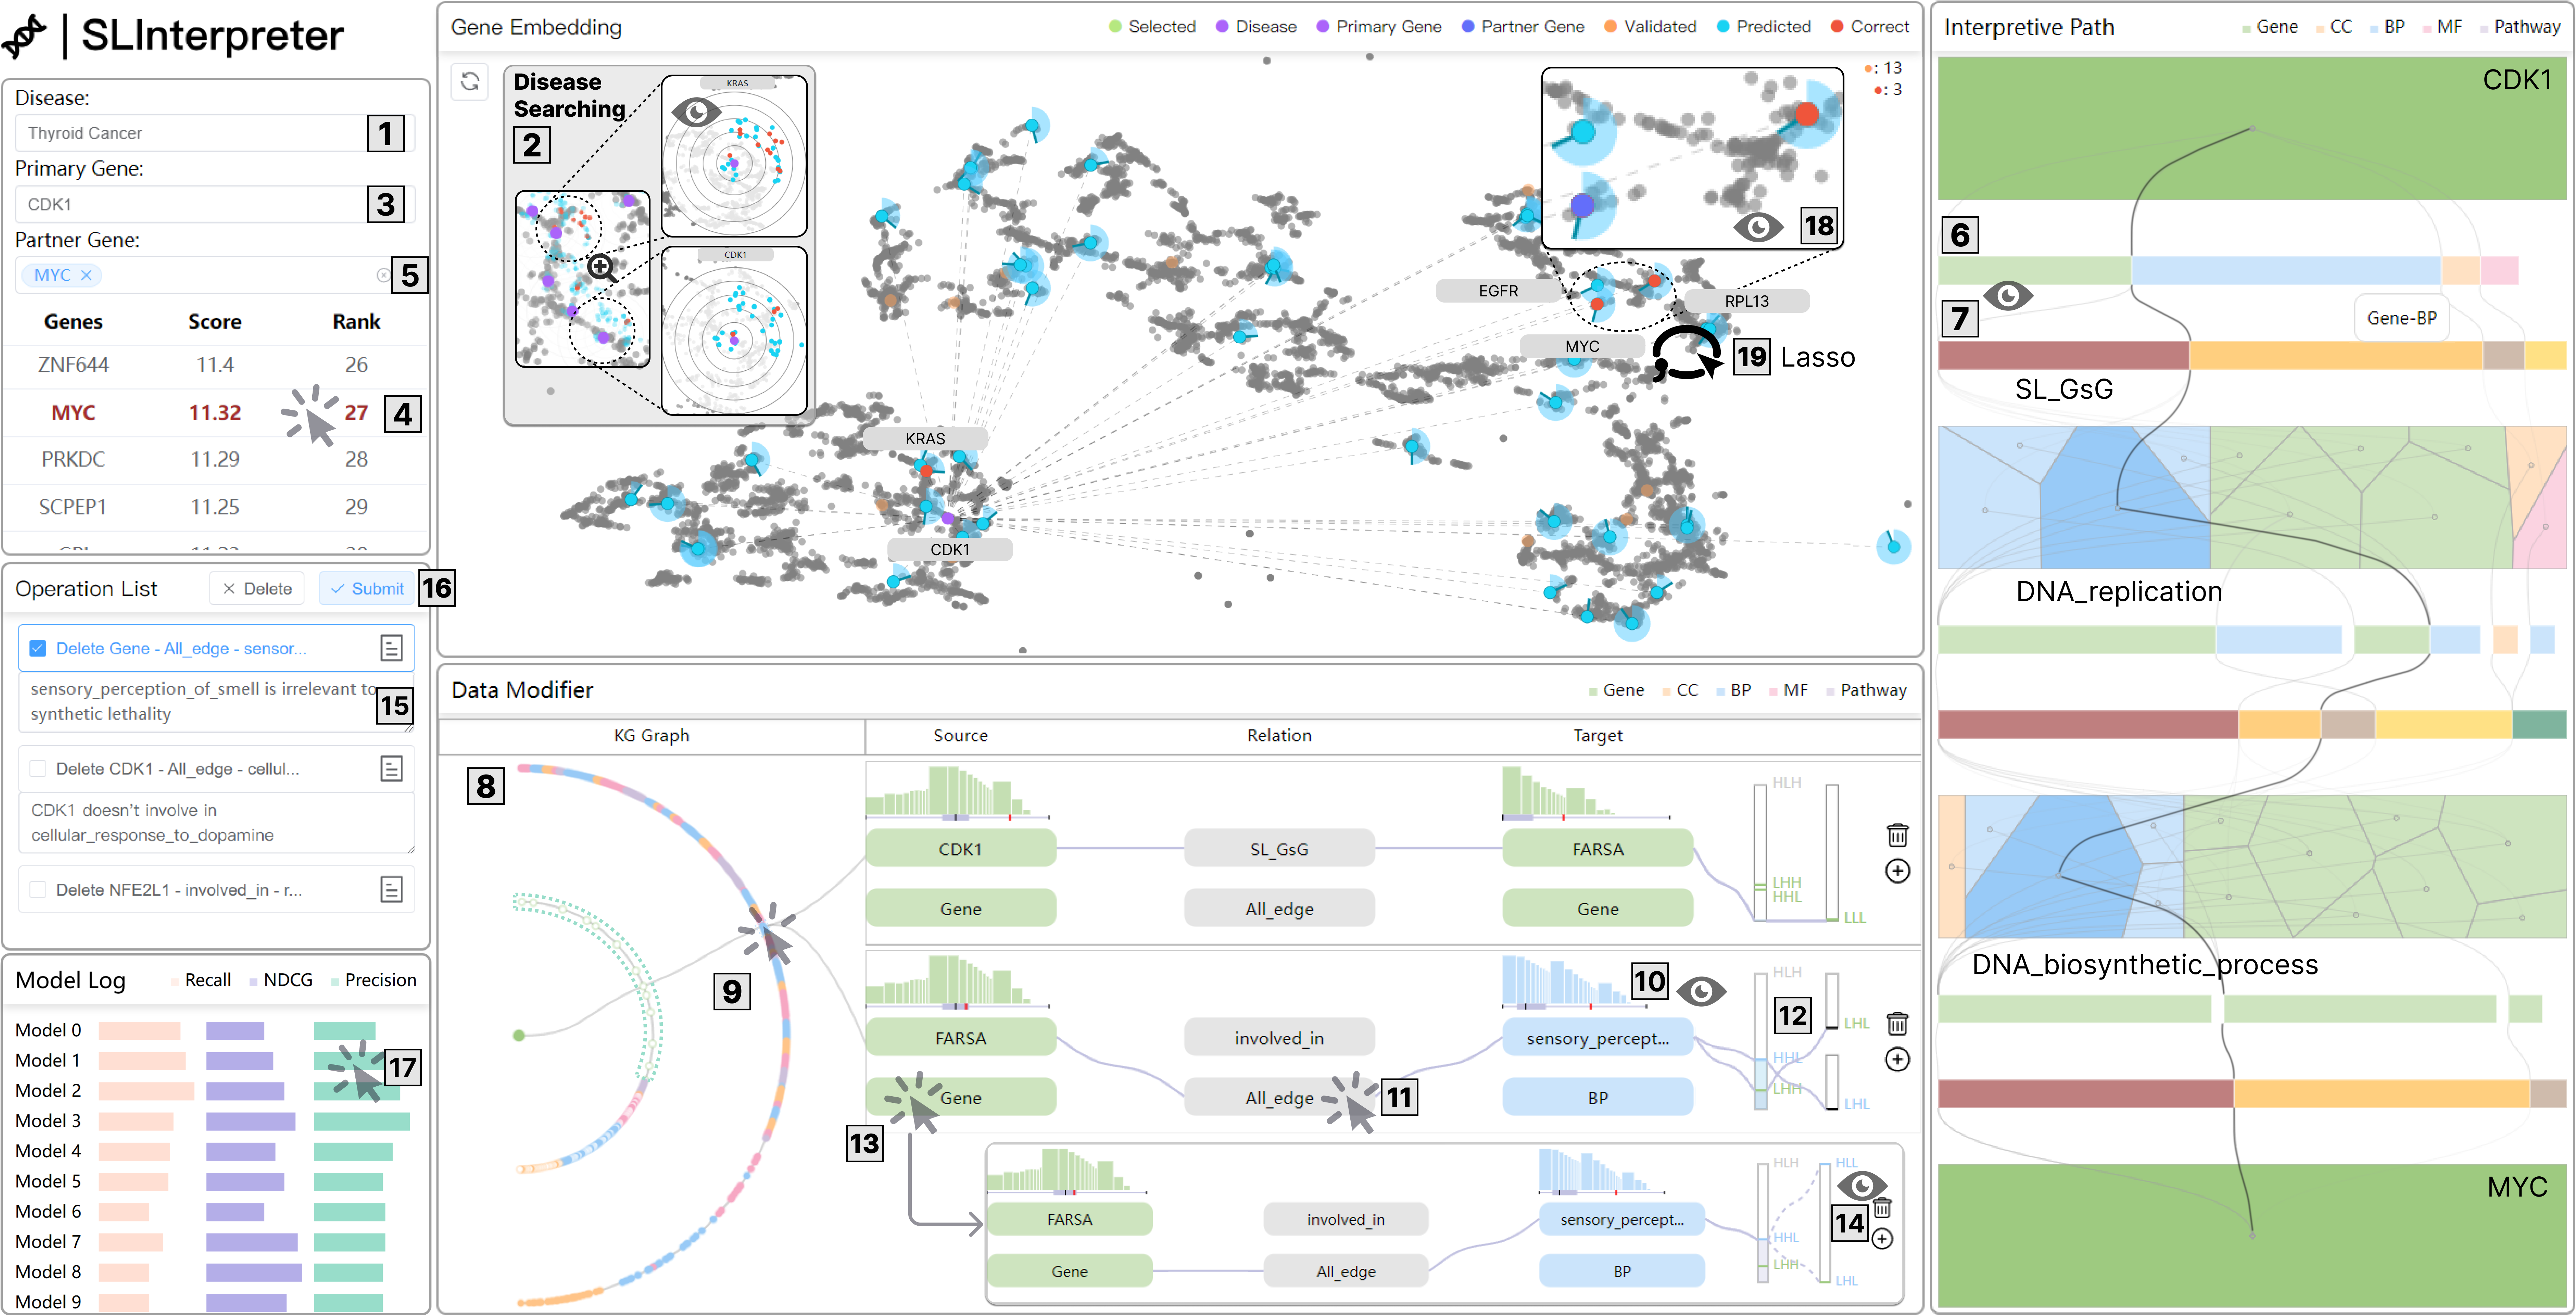 SLInterpreter
Disease:
Thyroid Cancer
1
Primary Gene:
CDK1
3
Partner Gene:
MYC ×
5
Genes Score Rank
ZNF644 11.4 26
MYC 11.32 27
4
PRKDC 11.29 28
SCPEP1 11.25 29
Operation List
× Delete
✓ Submit
16
Delete Gene - All_edge - sensor...
sensory_perception_of_smell is irrelevant to
synthetic lethality
15
Delete CDK1 - All_edge - cellul...
CDK1 doesn't involve in
cellular_response_to_dopamine
Delete NFE2L1 - involved_in - r...
Model Log
Recall NDCG Precision
Model 0
Model 1
17
Model 2
Model 3
Model 4
Model 5
Model 6
Model 7
Model 8
Model 9
Gene Embedding
Selected Disease Primary Gene Partner Gene Validated Predicted Correct
: 13
: 3
Disease
Searching
2
KRAS
CDK1
18
EGFR
RPL13
MYC
19 Lasso
KRAS
CDK1
Data Modifier
Gene CC BP MF Pathway
KG Graph Source Relation Target
8
9
CDK1 SL_GsG FARSA
Gene All_edge Gene
HLH
LHH
HHL
LLL
10
FARSA involved_in sensory_percept...
Gene All_edge BP
11
12
HLH
LHL
HHL
LHH
LHL
13
FARSA involved_in sensory_percept...
Gene All_edge BP
HLH
HLL
14
HHL
LHH
LHL
Interpretive Path
Gene CC BP MF Pathway
CDK1
6
7
Gene-BP
SL_GsG
DNA_replication
DNA_biosynthetic_process
MYC